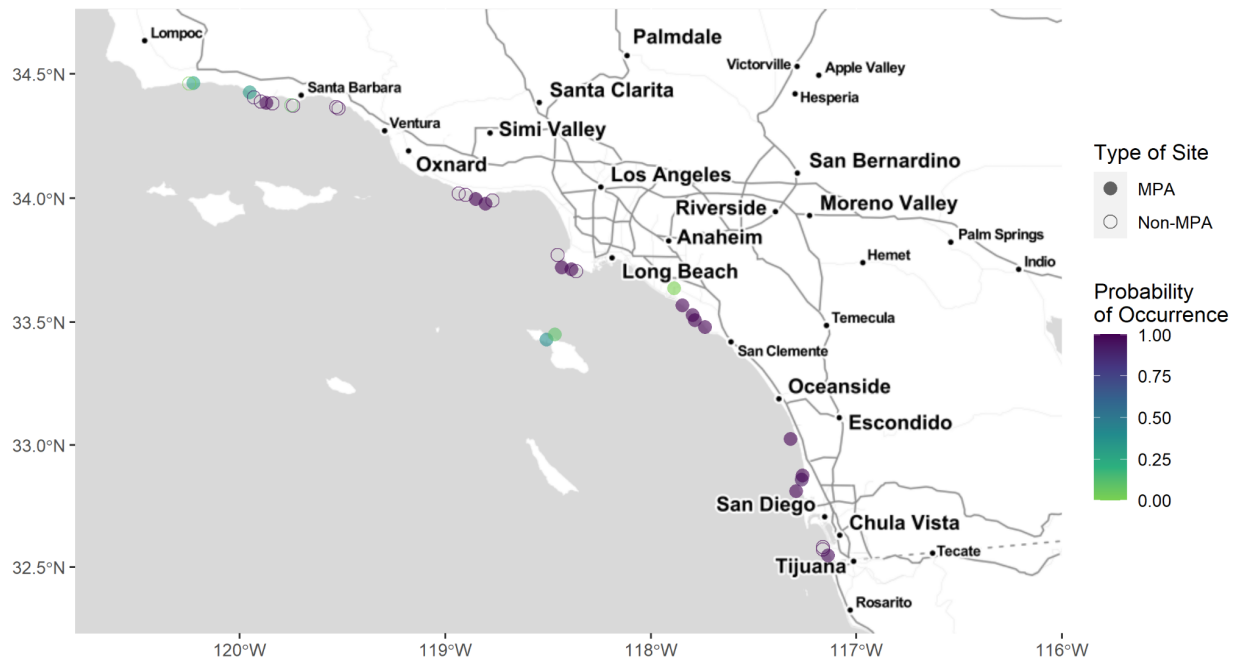 Lompoc
Palmdale
Victorville
Apple Valley
34.5°N
Santa Barbara
Santa Clarita
Hesperia
Ventura
Simi Valley
Oxnard
San Bernardino
Los Angeles
34.0°N
Riverside
Moreno Valley
Anaheim
Palm Springs
Hemet
Indio
Long Beach
33.5°N
Temecula
San Clemente
Oceanside
Escondido
33.0°N
San Diego
Chula Vista
Tecate
Tijuana
32.5°N
Rosarito
120°W
119°W
118°W
117°W
116°W
Type of Site
MPA
Non-MPA
Probability
of Occurrence
1.00
0.75
0.50
0.25
0.00